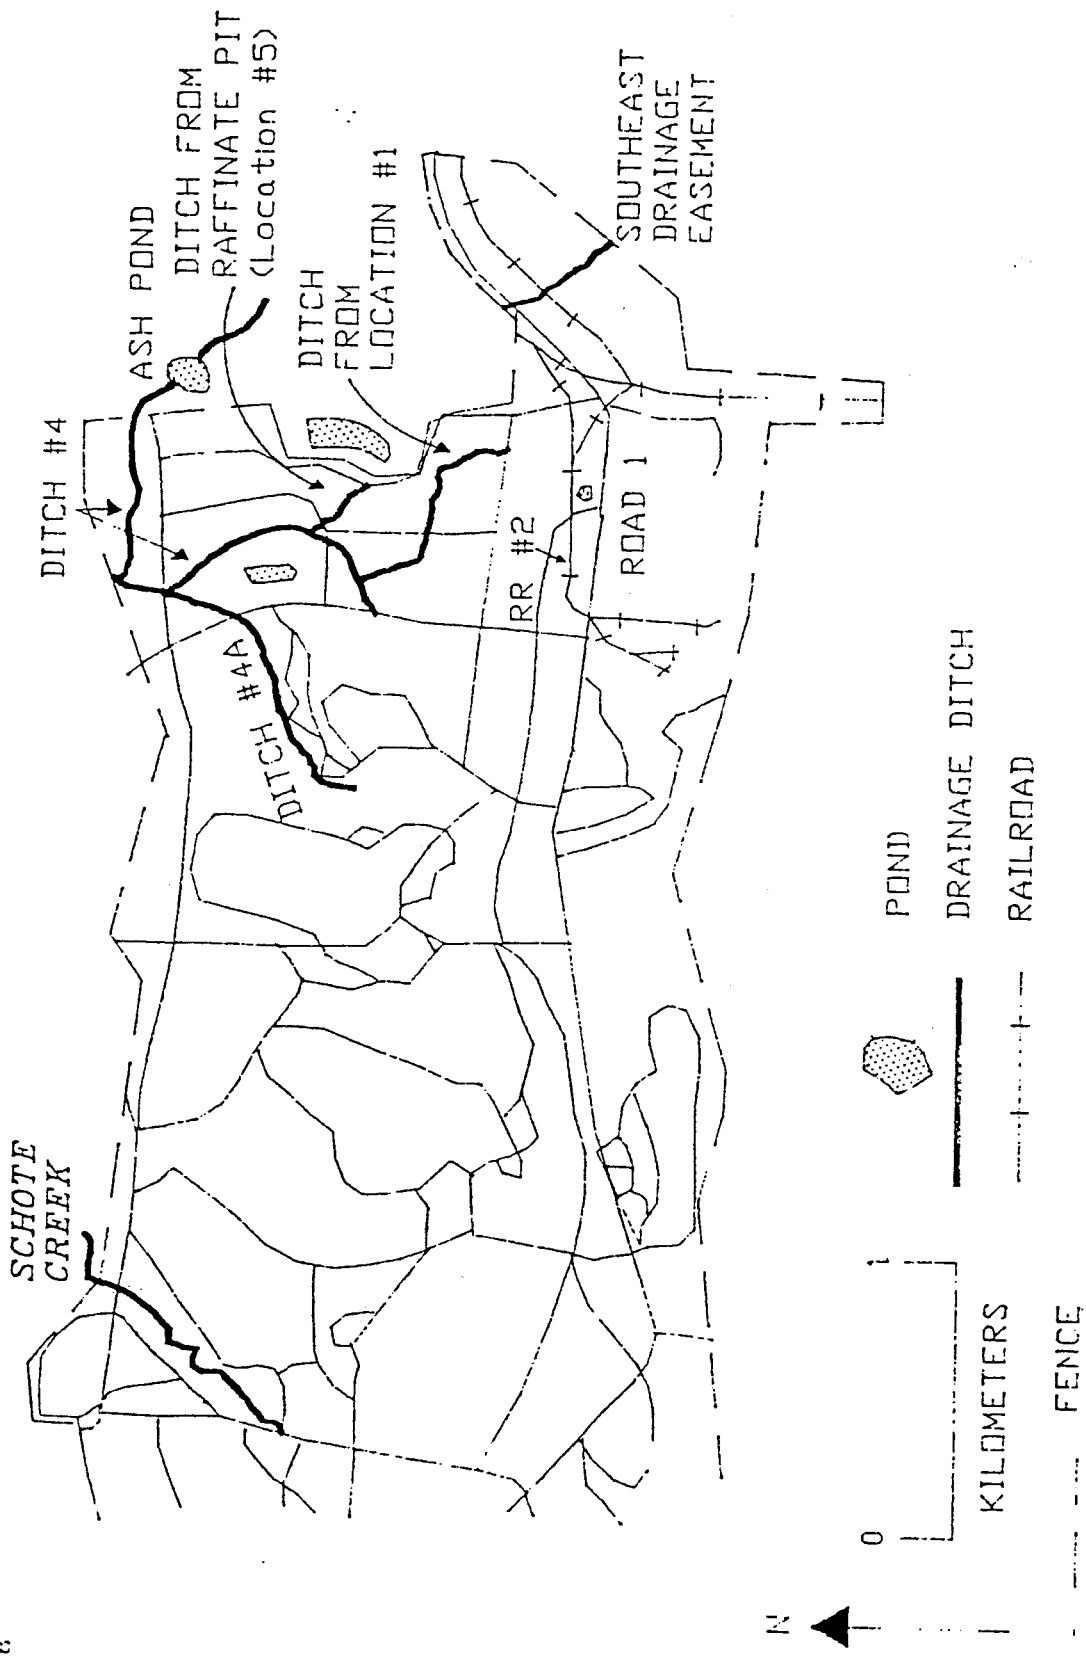 SCHOTE
CREEK
DITCH #4
ASH POND
DITCH FROM
RAFFINATE PIT
(Location #5)
DITCH
FROM
LOCATION #1
DITCH #4A
RR #2
ROAD 1
SOUTHEAST
DRAINAGE
EASEMENT
N
0
1
KILOMETERS
FENCE
POND
DRAINAGE DITCH
RAILROAD